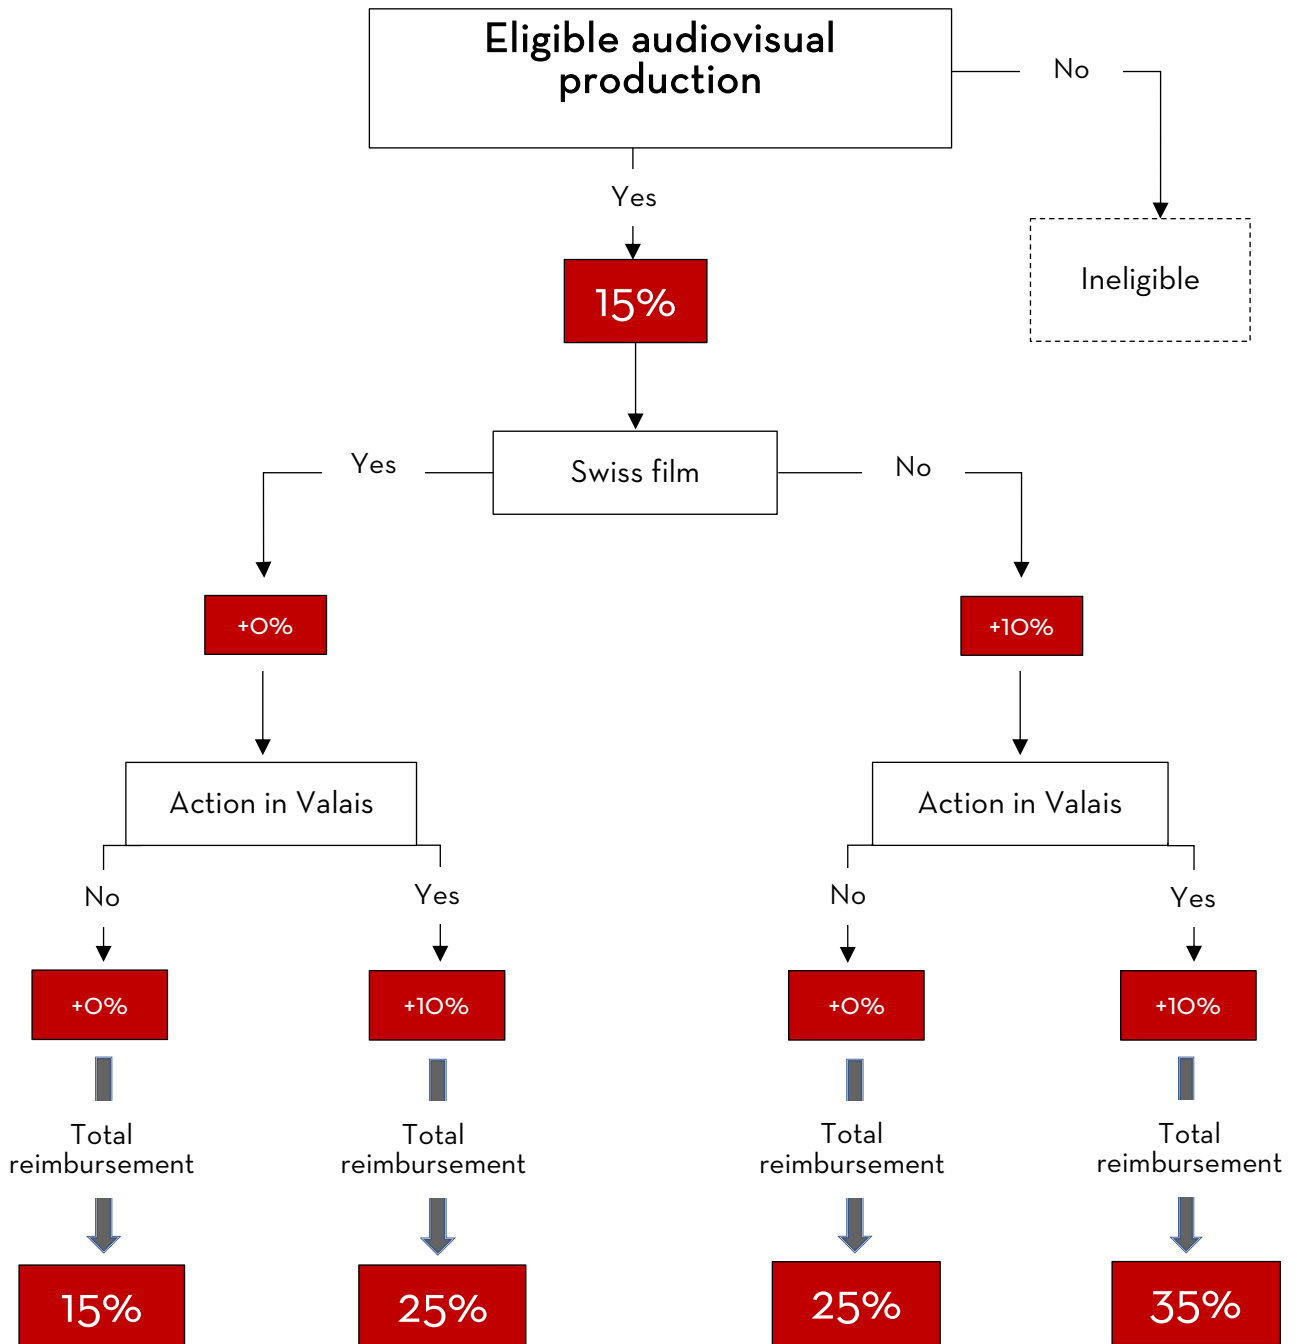 Eligible audiovisual
production
No
Yes
Ineligible
15%
Yes
Swiss film
No
+0%
+10%
Action in Valais
Action in Valais
No
Yes
No
Yes
+0%
+10%
+0%
+10%
Total
reimbursement
Total
reimbursement
Total
reimbursement
Total
reimbursement
15%
25%
25%
35%